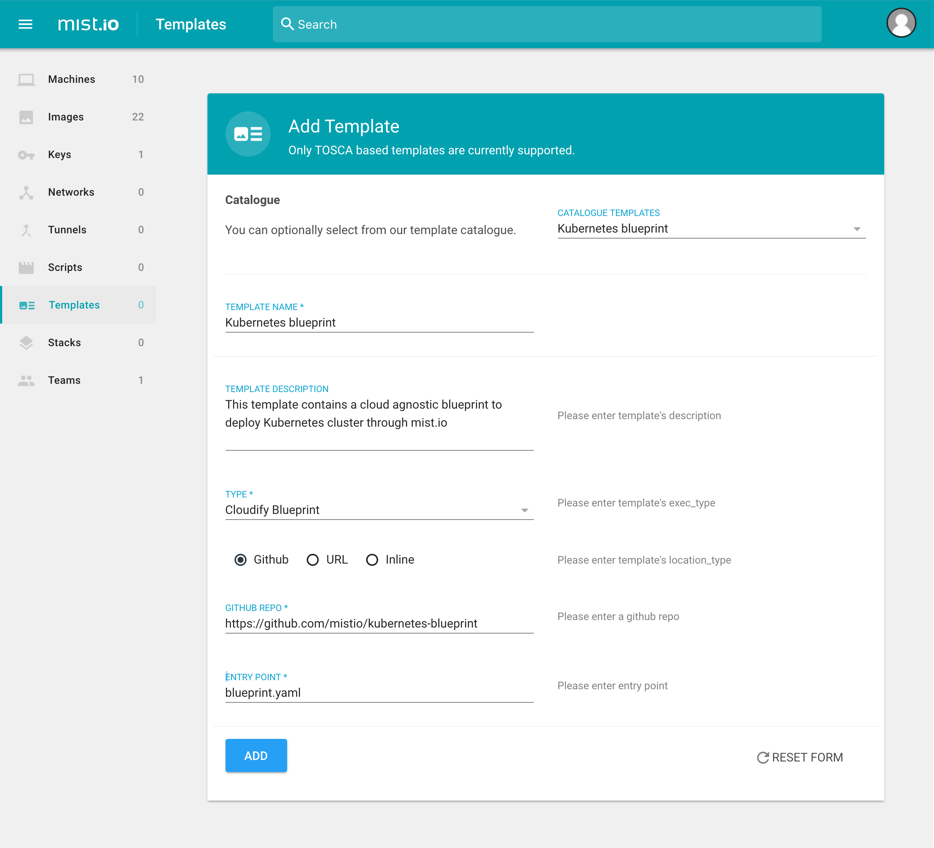 mist.io
Templates
Search
Machines 10
Images 22
Keys 1
Networks 0
Tunnels 0
Scripts 0
Templates 0
Stacks 0
Teams 1
Add Template
Only TOSCA based templates are currently supported.
Catalogue
You can optionally select from our template catalogue.
CATALOGUE TEMPLATES
Kubernetes blueprint
TEMPLATE NAME *
Kubernetes blueprint
TEMPLATE DESCRIPTION
This template contains a cloud agnostic blueprint to
deploy Kubernetes cluster through mist.io
Please enter template's description
TYPE *
Cloudify Blueprint
Please enter template's exec_type
Github URL Inline
Please enter template's location_type
GITHUB REPO *
https://github.com/mistio/kubernetes-blueprint
Please enter a github repo
ENTRY POINT *
blueprint.yaml
Please enter entry point
ADD
RESET FORM